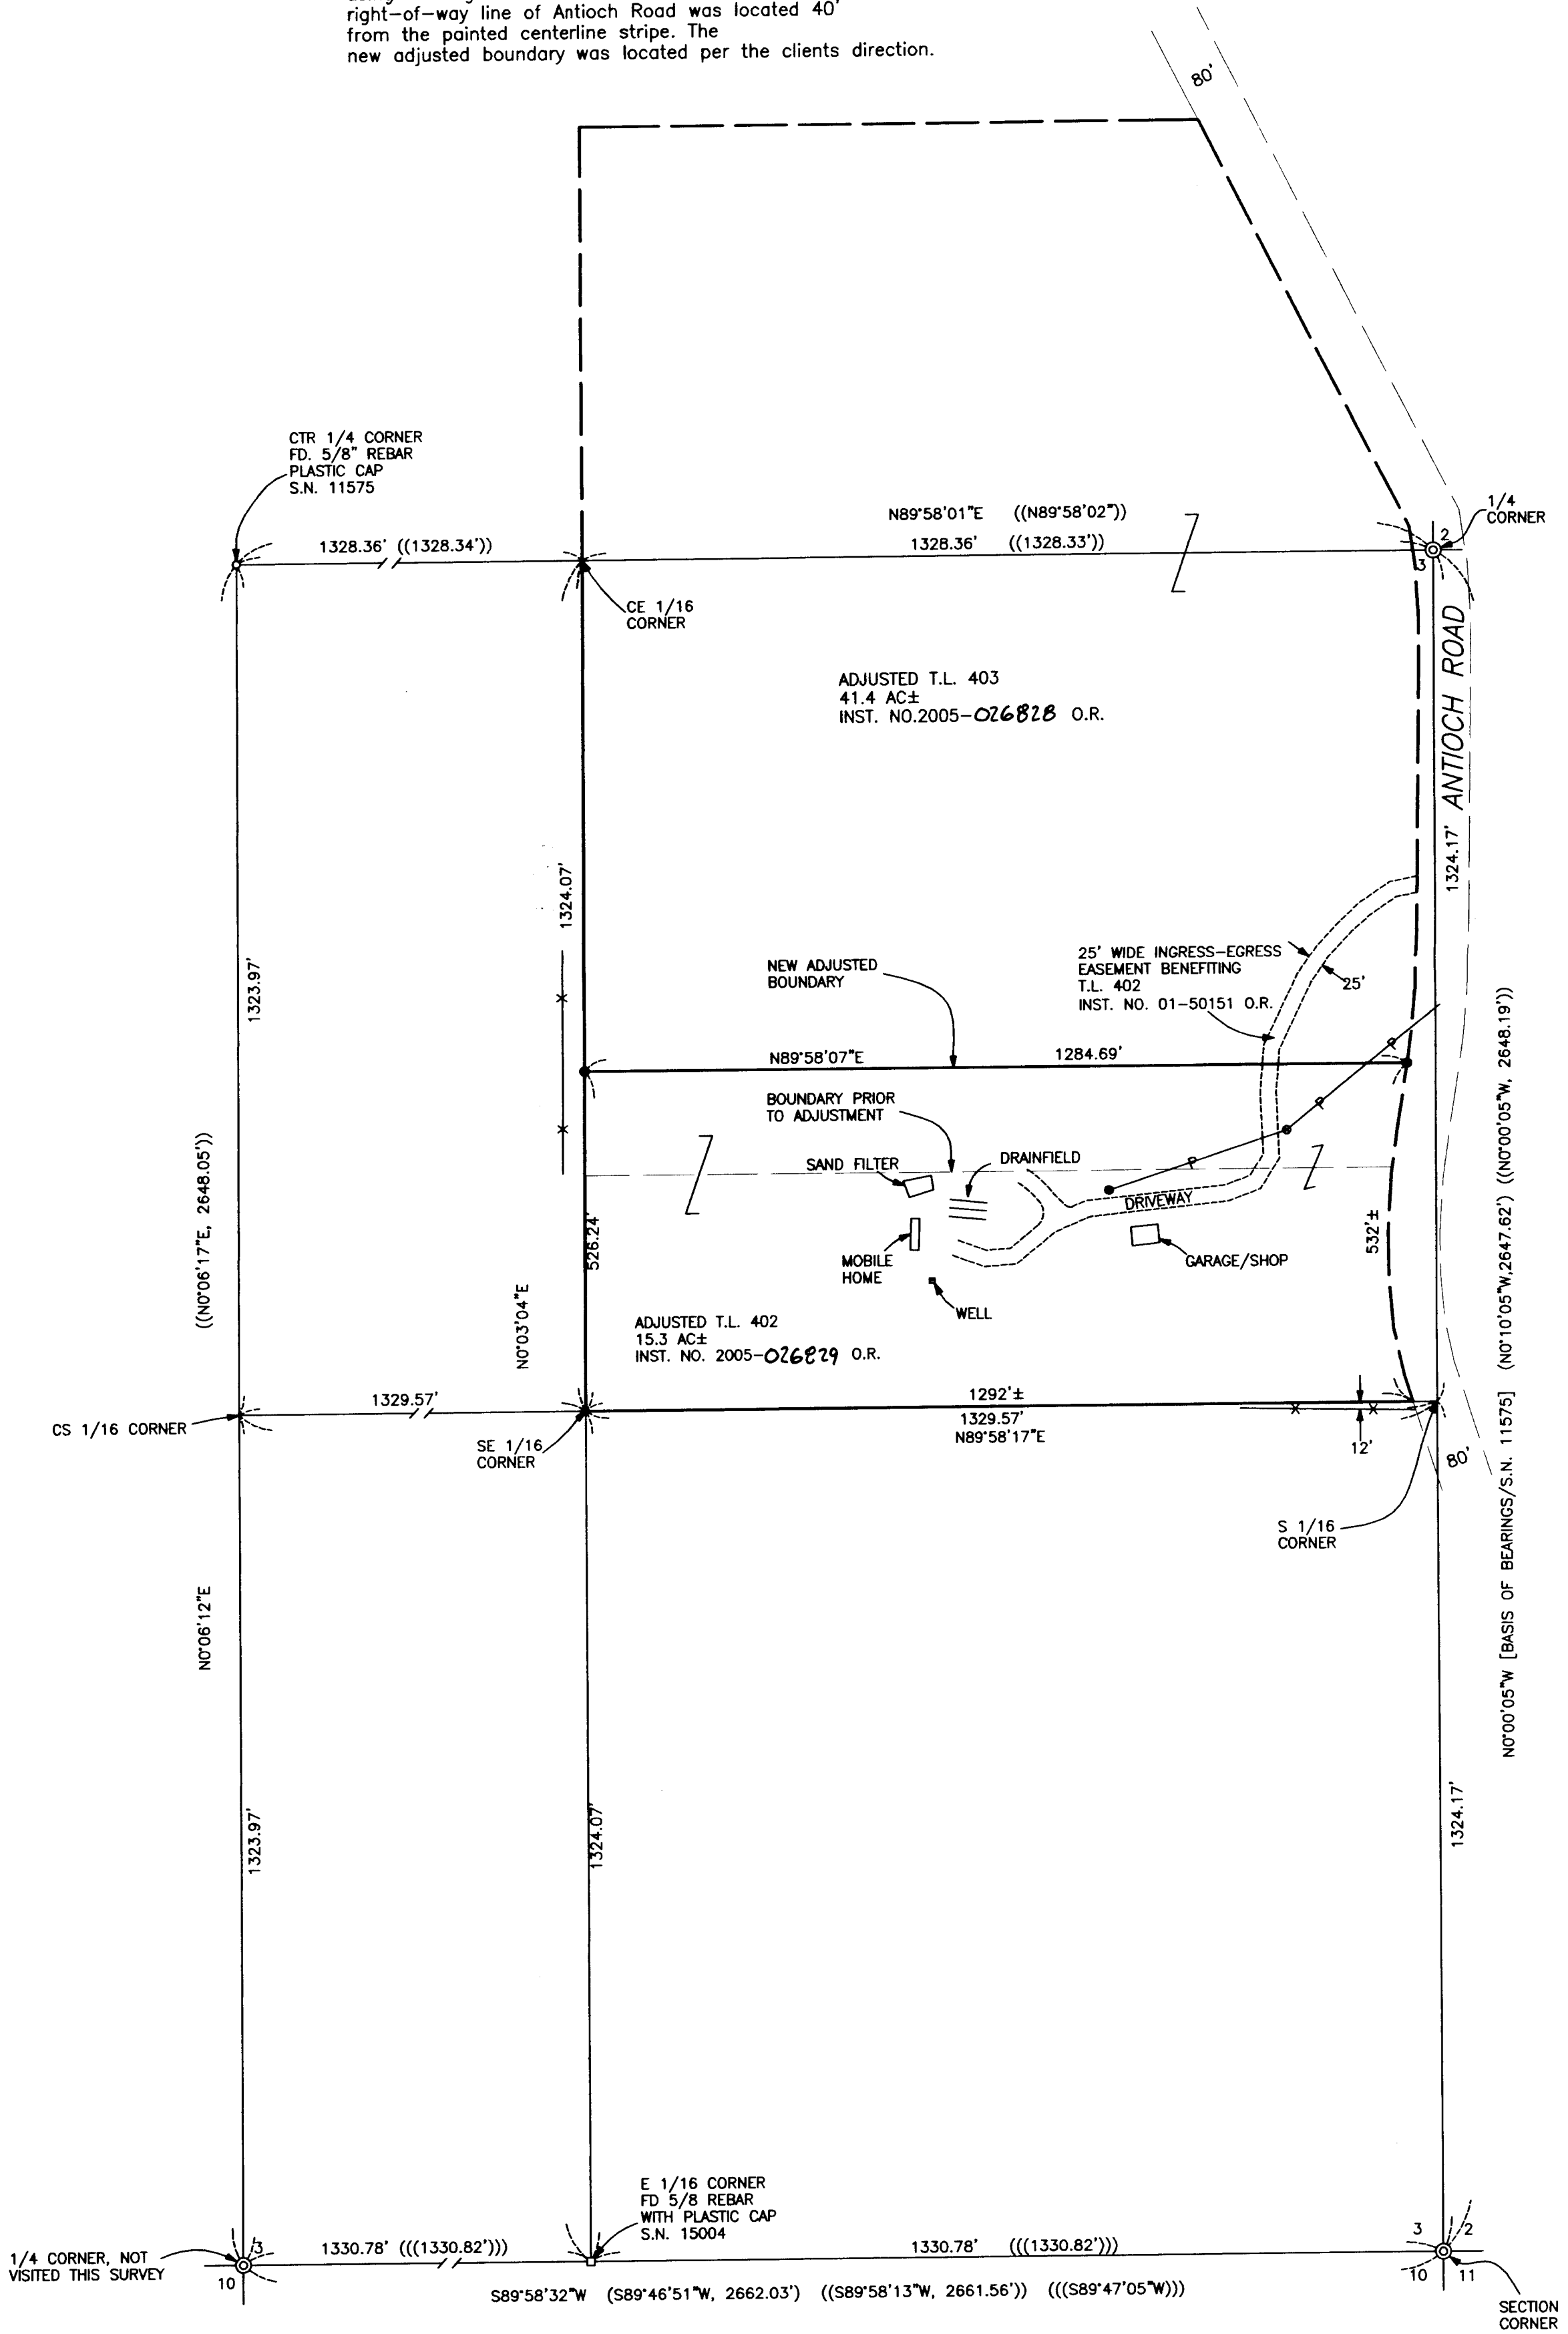 right-of-way line of Antioch Road was located 40'
from the painted centerline stripe. The
new adjusted boundary was located per the clients direction.
80'
CTR 1/4 CORNER
FD. 5/8" REBAR
PLASTIC CAP
S.N. 11575
N89°58'01"E ((N89°58'02"))
1328.36' ((1328.34'))
1328.36' ((1328.33'))
1/4
CORNER
2
3
CE 1/16
CORNER
ANTIOCH ROAD
ADJUSTED T.L. 403
41.4 AC±
INST. NO.2005-026828 O.R.
1324.07'
1324.17'
1323.97'
NEW ADJUSTED
BOUNDARY
25' WIDE INGRESS-EGRESS
EASEMENT BENEFITING
T.L. 402
INST. NO. 01-50151 O.R.
25'
N89°58'07"E 1284.69'
P
P
P
BOUNDARY PRIOR
TO ADJUSTMENT
SAND FILTER
DRAINFIELD
DRIVEWAY
((N0°06'17"E, 2648.05'))
526.24'
532'±
MOBILE
HOME
GARAGE/SHOP
WELL
N0°03'04"E
ADJUSTED T.L. 402
15.3 AC±
INST. NO. 2005-026829 O.R.
N0°00'05"W [BASIS OF BEARINGS/S.N. 11575] (N0°10'05"W,2647.62') ((N0°00'05"W, 2648.19'))
1329.57'
1292'±
1329.57'
N89°58'17"E
CS 1/16 CORNER
SE 1/16
CORNER
12'
80'
S 1/16
CORNER
N0°06'12"E
1323.97'
1324.07'
1324.17'
E 1/16 CORNER
FD 5/8 REBAR
WITH PLASTIC CAP
S.N. 15004
1/4 CORNER, NOT
VISITED THIS SURVEY
3
10
1330.78' (((1330.82')))
1330.78' (((1330.82')))
3 2
10 11
S89°58'32"W (S89°46'51"W, 2662.03') ((S89°58'13"W, 2661.56')) (((S89°47'05"W)))
SECTION
CORNER